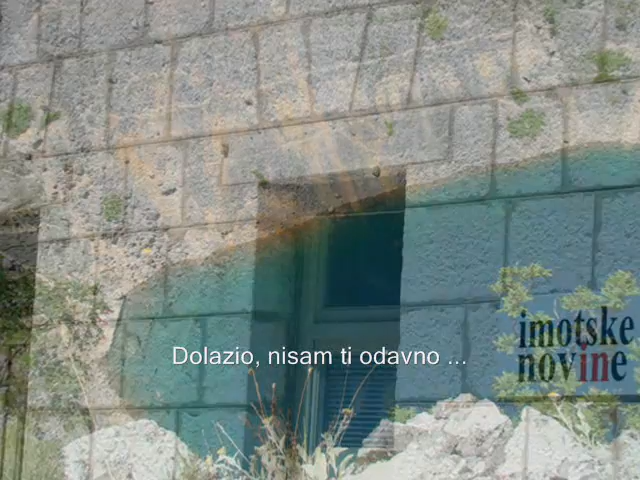 Dolazio, nisam ti odavno ...
imotske
novine